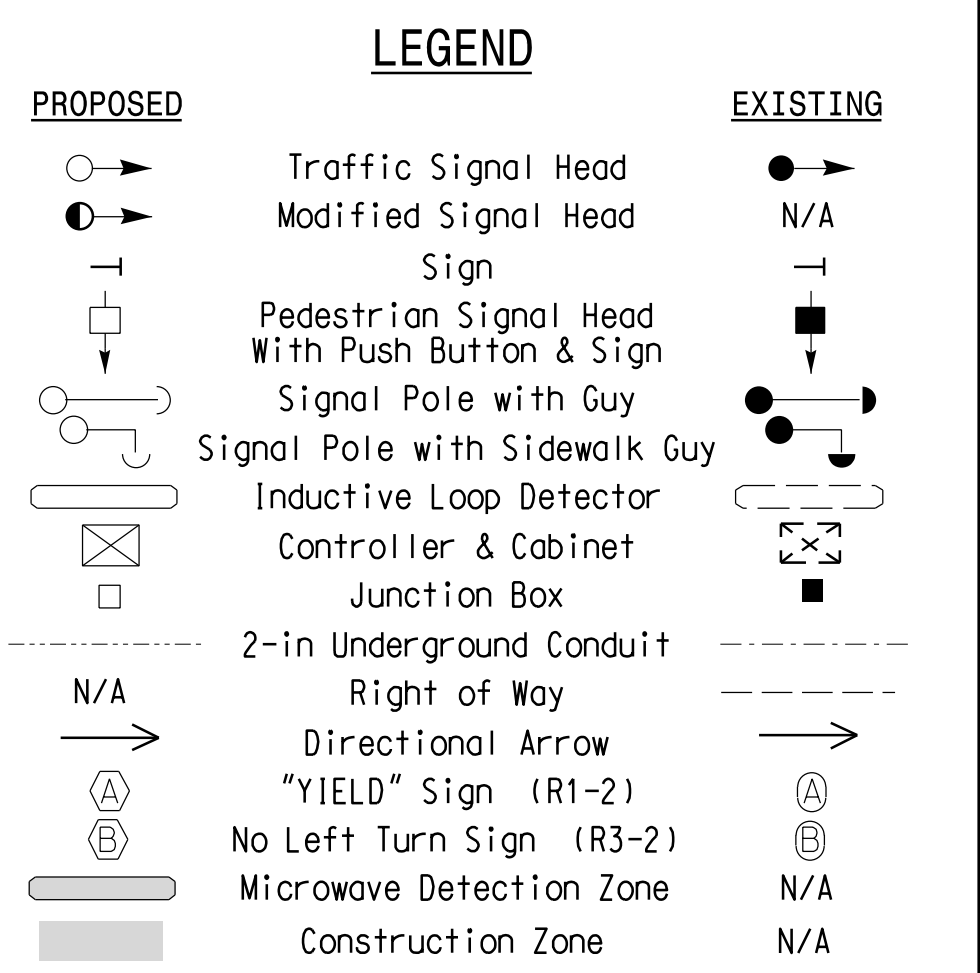 LEGEND
PROPOSED EXISTING
Traffic Signal Head
Modified Signal Head N/A
Sign
Pedestrian Signal Head
With Push Button & Sign
Signal Pole with Guy
Signal Pole with Sidewalk Guy
Inductive Loop Detector
Controller & Cabinet
Junction Box
2-in Underground Conduit
N/A Right of Way
Directional Arrow
A "YIELD" Sign (R1-2) A
B No Left Turn Sign (R3-2) B
Microwave Detection Zone N/A
Construction Zone N/A